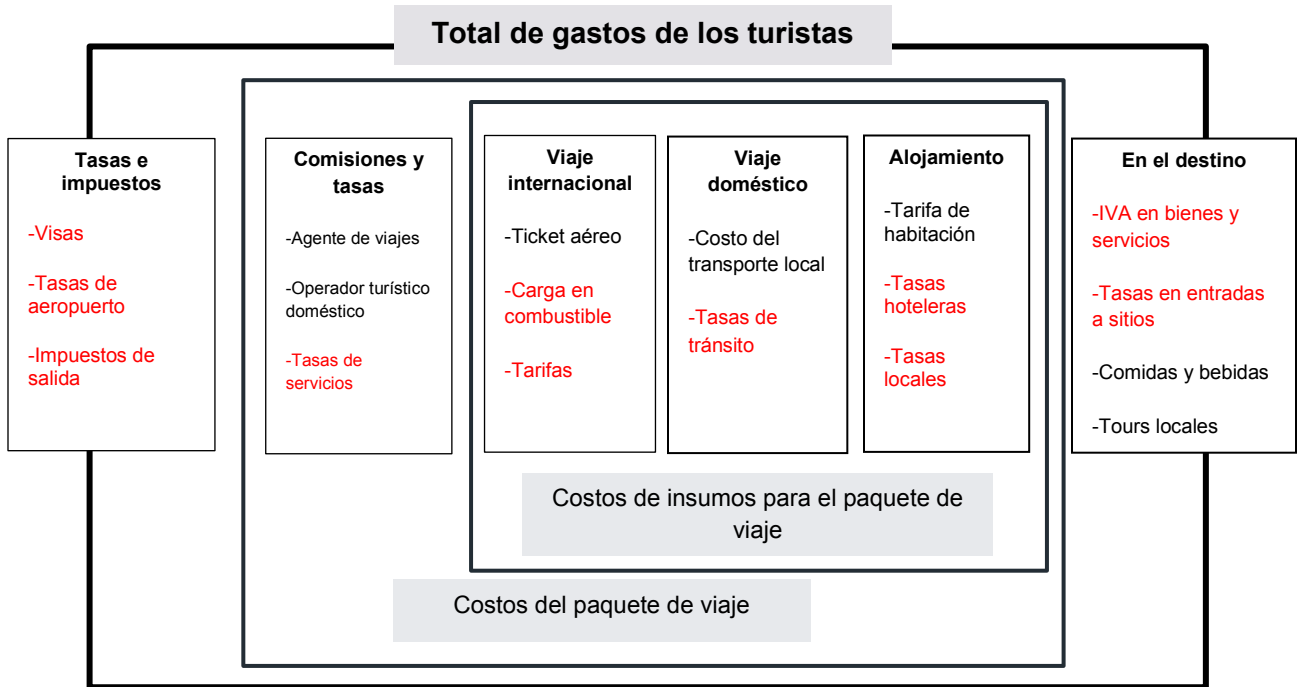 Total de gastos de los turistas
Tasas e
impuestos
-Visas
-Tasas de
aeropuerto
-Impuestos de
salida
Comisiones y
tasas
-Agente de viajes
-Operador turístico
doméstico
-Tasas de
servicios
Viaje
internacional
-Ticket aéreo
-Carga en
combustible
-Tarifas
Viaje
doméstico
-Costo del
transporte local
-Tasas de
tránsito
Alojamiento
-Tarifa de
habitación
-Tasas
hoteleras
-Tasas
locales
En el destino
-IVA en bienes y
servicios
-Tasas en entradas
a sitios
-Comidas y bebidas
-Tours locales
Costos de insumos para el paquete de
viaje
Costos del paquete de viaje